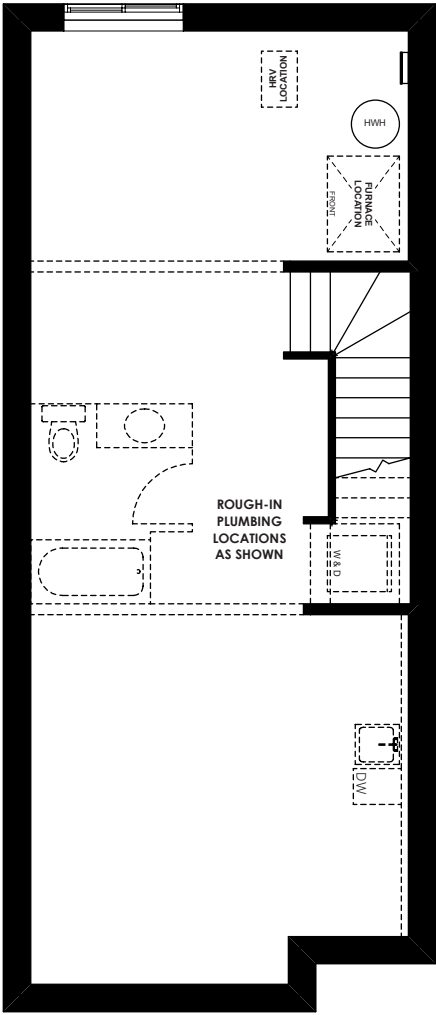 HRV
LOCATION
HWH
FURNACE
LOCATION
FRONT
ROUGH-IN
PLUMBING
LOCATIONS
AS SHOWN
W & D
DW